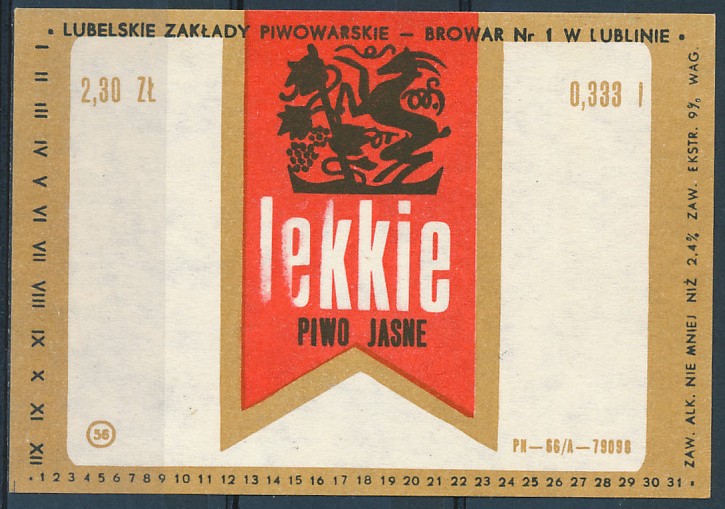 • LUBELSKIE ZAKŁADY PIWOWARSKIE — BROWAR Nr 1 W LUBLINIE •
2,30 ZŁ
0,333 l
lekkie
PIWO JASNE
56
PN—66/A—79098
I II III IV V VI VII VIII IX X XI XII
ZAW. ALK. NIE MNIEJ NIŻ 2,4% ZAW. EKSTR. 9% WAG.
• 1 2 3 4 5 6 7 8 9 10 11 12 13 14 15 16 17 18 19 20 21 22 23 24 25 26 27 28 29 30 31 •